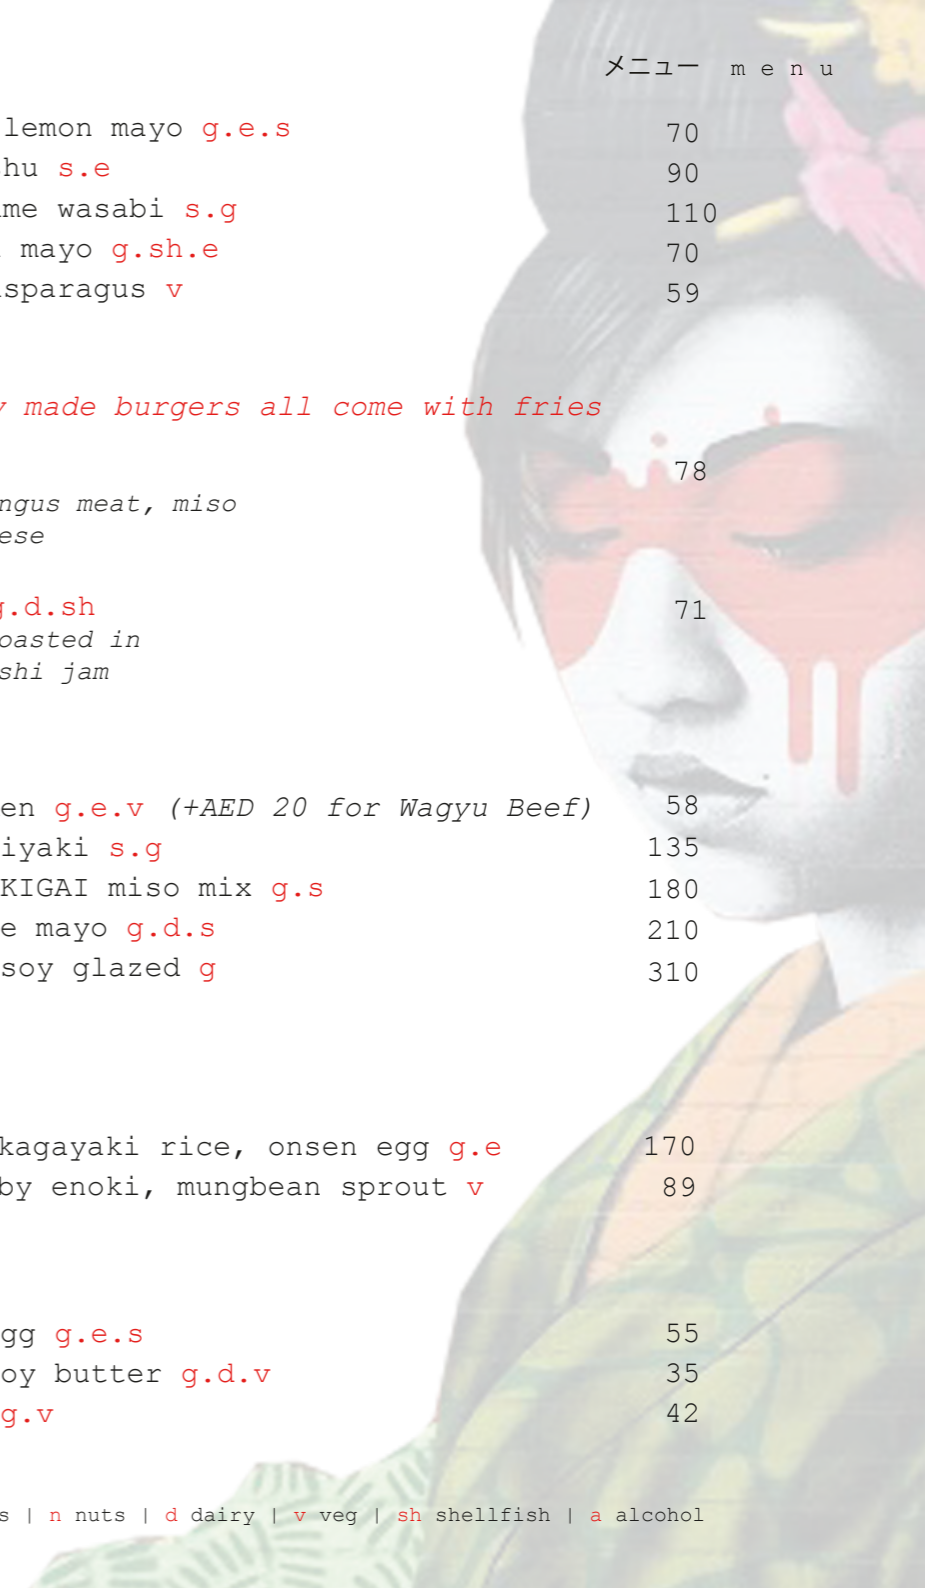 メニュー menu
lemon mayo g.e.s 70
hu s.e 90
me wasabi s.g 110
mayo g.sh.e 70
sparagus v 59
made burgers all come with fries
78
ngus meat, miso
ese
g.d.sh 71
oasted in
shi jam
en g.e.v (+AED 20 for Wagyu Beef) 58
iyaki s.g 135
KIGAI miso mix g.s 180
e mayo g.d.s 210
soy glazed g 310
kagayaki rice, onsen egg g.e 170
by enoki, mungbean sprout v 89
gg g.e.s 55
oy butter g.d.v 35
g.v 42
s | n nuts | d dairy | v veg | sh shellfish | a alcohol